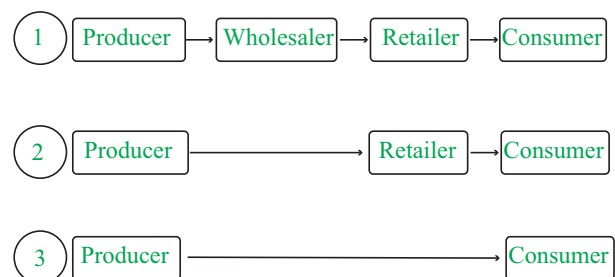 1 Producer Wholesaler Retailer Consumer
2 Producer Retailer Consumer
3 Producer Consumer